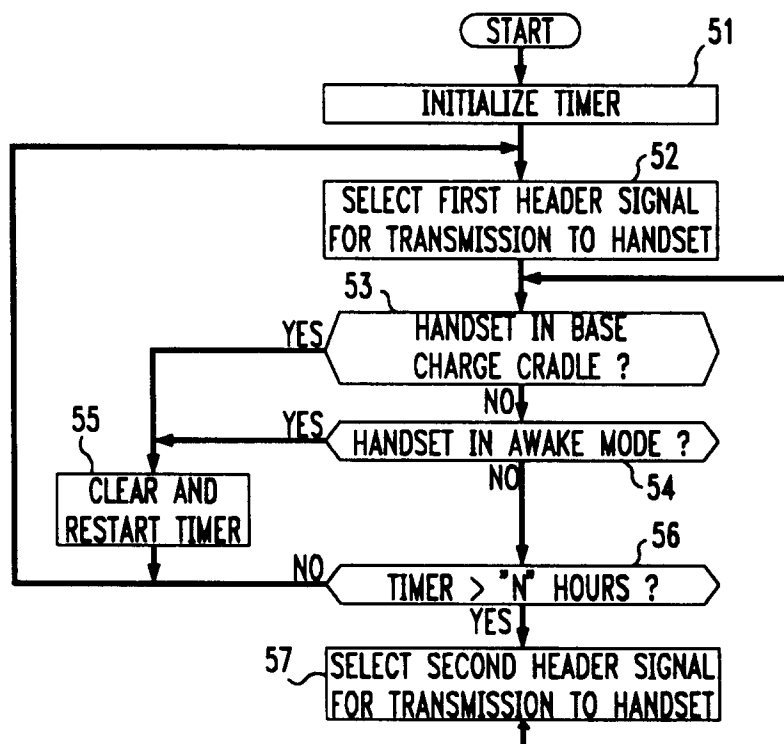 START
51
INITIALIZE TIMER
52
SELECT FIRST HEADER SIGNAL
FOR TRANSMISSION TO HANDSET
53
HANDSET IN BASE
CHARGE CRADLE ?
YES
NO
HANDSET IN AWAKE MODE ?
YES
54
NO
55
CLEAR AND
RESTART TIMER
56
TIMER > "N" HOURS ?
NO
YES
57
SELECT SECOND HEADER SIGNAL
FOR TRANSMISSION TO HANDSET